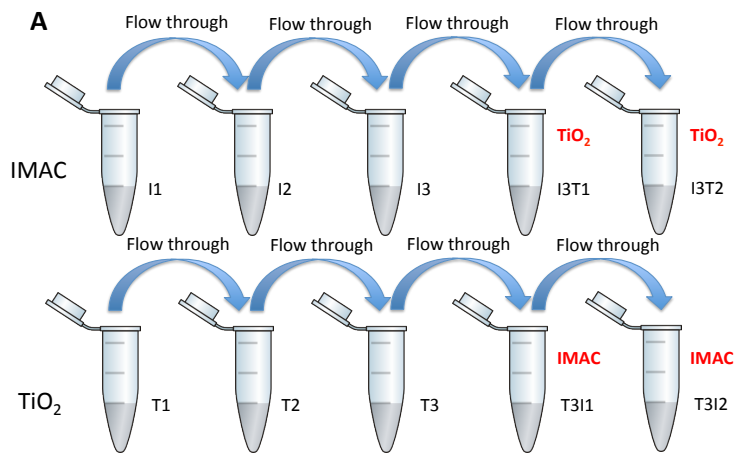 A
Flow through Flow through Flow through Flow through
TiO₂ TiO₂
IMAC
I1 I2 I3 I3T1 I3T2
Flow through Flow through Flow through Flow through
IMAC IMAC
TiO₂
T1 T2 T3 T3I1 T3I2